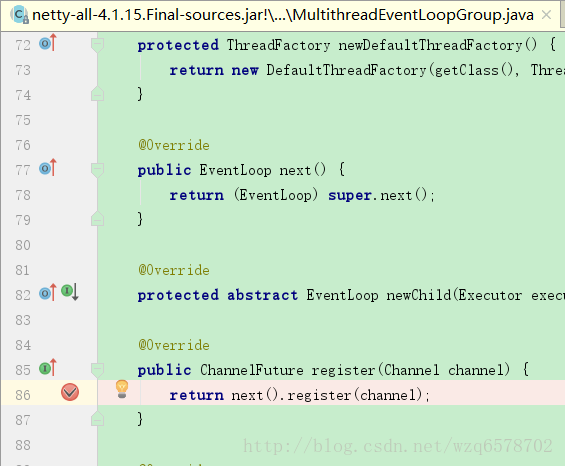 netty-all-4.1.15.Final-sources.jar!\...\MultithreadEventLoopGroup.java
72 protected ThreadFactory newDefaultThreadFactory() {
73 return new DefaultThreadFactory(getClass(), Threa
74 }
75
76 @Override
77 public EventLoop next() {
78 return (EventLoop) super.next();
79 }
80
81 @Override
82 protected abstract EventLoop newChild(Executor execu
83
84 @Override
85 public ChannelFuture register(Channel channel) {
86 return next().register(channel);
87 }
88
http://blog.csdn.net/wzq6578702